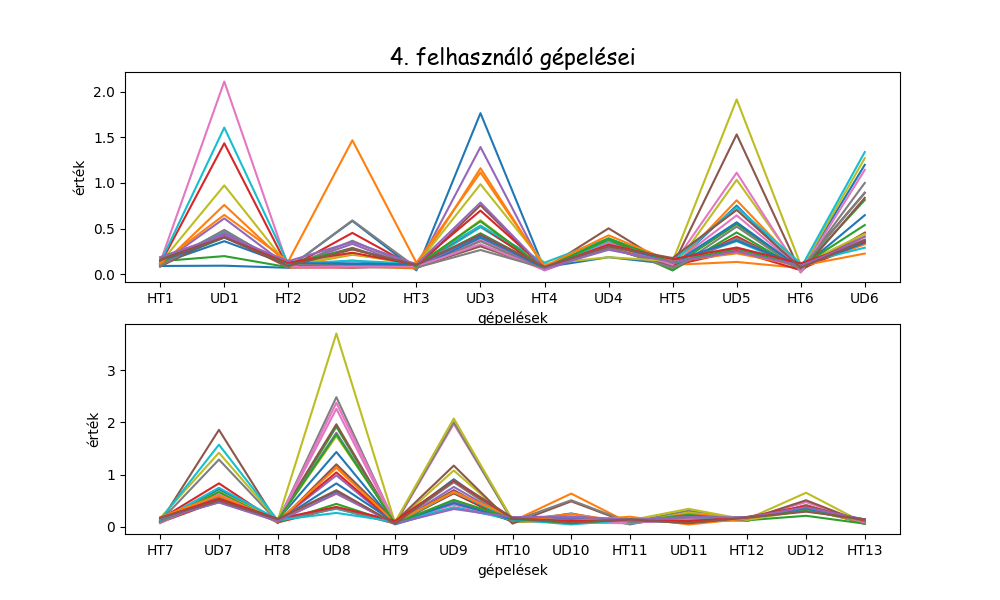 4. felhasználó gépelései
érték
2.0
1.5
1.0
0.5
0.0
HT1 UD1 HT2 UD2 HT3 UD3 HT4 UD4 HT5 UD5 HT6 UD6
gépelések
érték
3
2
1
0
HT7 UD7 HT8 UD8 HT9 UD9 HT10 UD10 HT11 UD11 HT12 UD12 HT13
gépelések